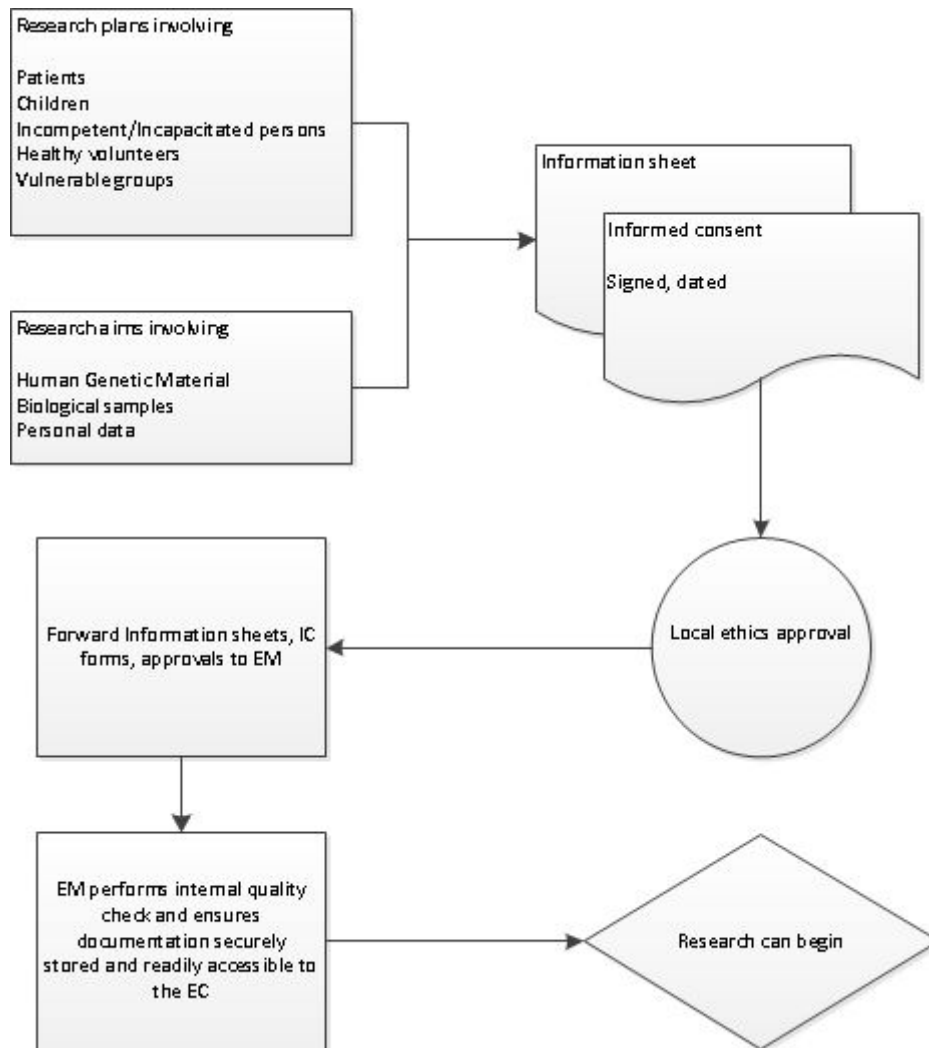 Research plans involving
Patients
Children
Incompetent/Incapacitated persons
Healthy volunteers
Vulnerable groups
Information sheet
Informed consent
Signed, dated
Research aims involving
Human Genetic Material
Biological samples
Personal data
Local ethics approval
Forward Information sheets, IC
forms, approvals to EM
EM performs internal quality
check and ensures
documentation securely
stored and readily accessible to
the EC
Research can begin